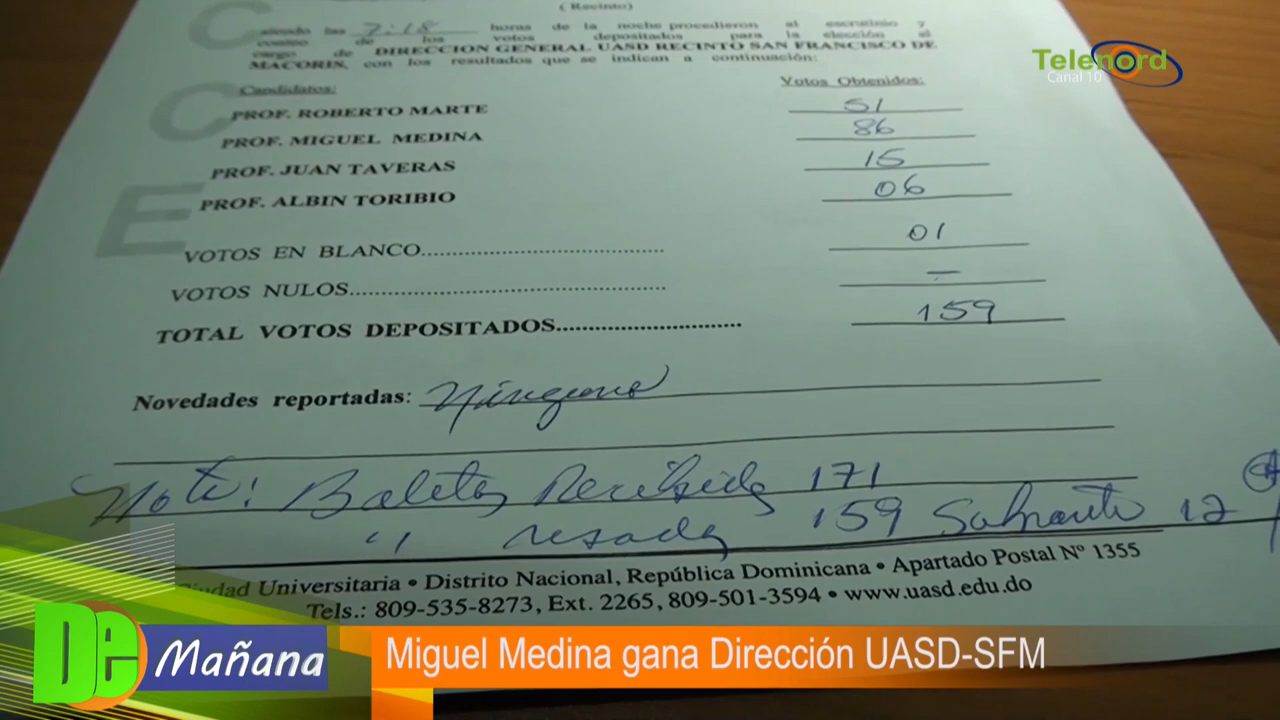 ( Recinto)
Siendo las 7:18 horas de la noche procedieron al escrutinio y
conteo de los votos depositados para la elección al
cargo de DIRECCION GENERAL UASD RECINTO SAN FRANCISCO DE
MACORIS, con los resultados que se indican a continuación:
Candidatos: Votos Obtenidos:
PROF. ROBERTO MARTE 51
PROF. MIGUEL MEDINA 86
PROF. JUAN TAVERAS 15
PROF. ALBIN TORIBIO 06
VOTOS EN BLANCO.......................................... 01
VOTOS NULOS.................................................. —
TOTAL VOTOS DEPOSITADOS............................ 159
Novedades reportadas: Ninguna
Nota: Boletas Recibidas 171
" usadas 159 Sobrante 12
Ciudad Universitaria • Distrito Nacional, República Dominicana • Apartado Postal Nº 1355
Tels.: 809-535-8273, Ext. 2265, 809-501-3594 • www.uasd.edu.do
C
C
E
Telenord
Canal 10
De Mañana
Miguel Medina gana Dirección UASD-SFM